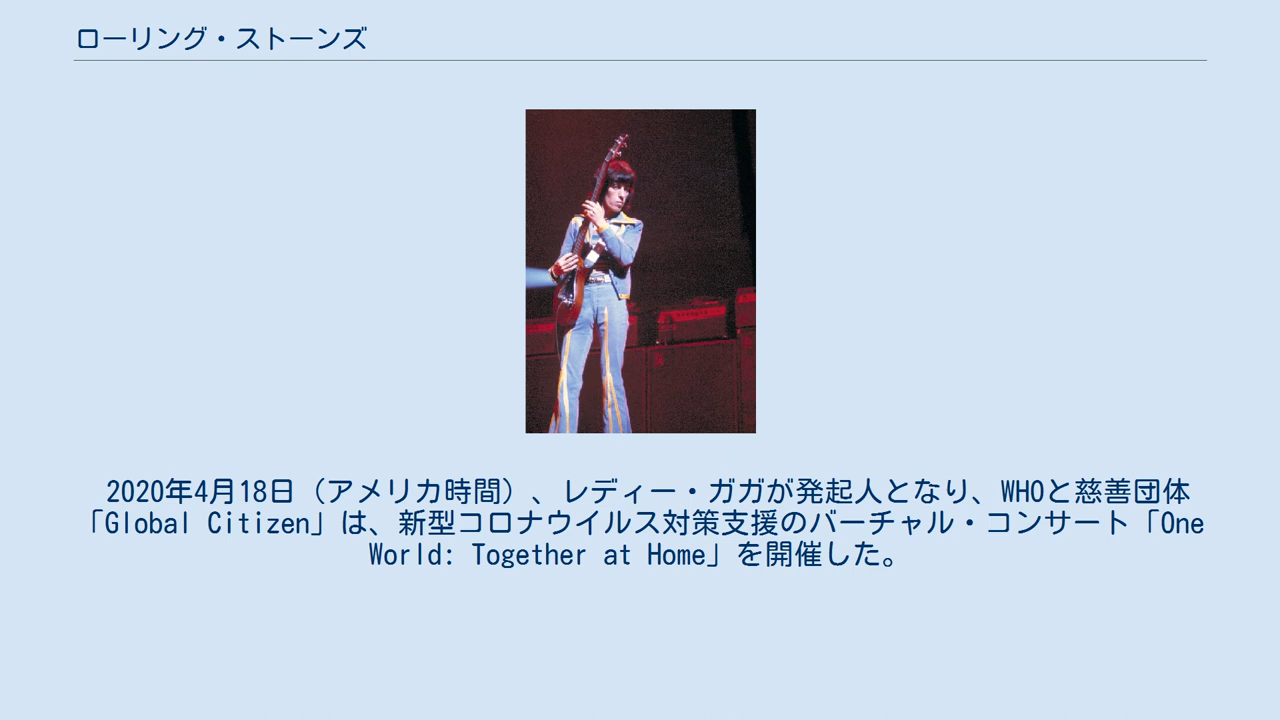 ローリング・ストーンズ
2020年4月18日（アメリカ時間）、レディー・ガガが発起人となり、WHOと慈善団体
「Global Citizen」は、新型コロナウイルス対策支援のバーチャル・コンサート「One
World: Together at Home」を開催した。